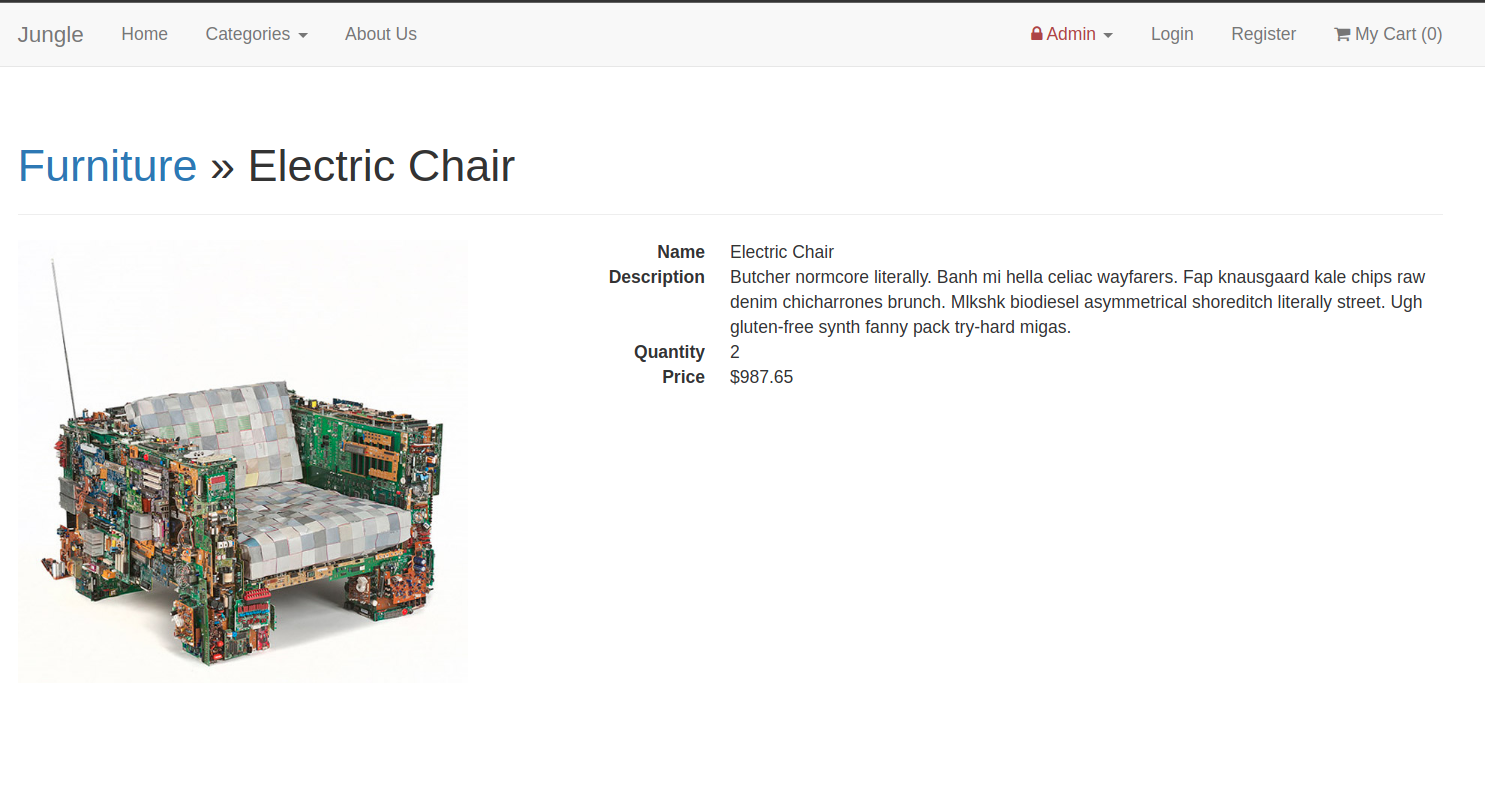 Jungle Home Categories About Us Admin Login Register My Cart (0)
Furniture » Electric Chair
Name Electric Chair
Description Butcher normcore literally. Banh mi hella celiac wayfarers. Fap knausgaard kale chips raw
denim chicharrones brunch. Mlkshk biodiesel asymmetrical shoreditch literally street. Ugh
gluten-free synth fanny pack try-hard migas.
Quantity 2
Price $987.65